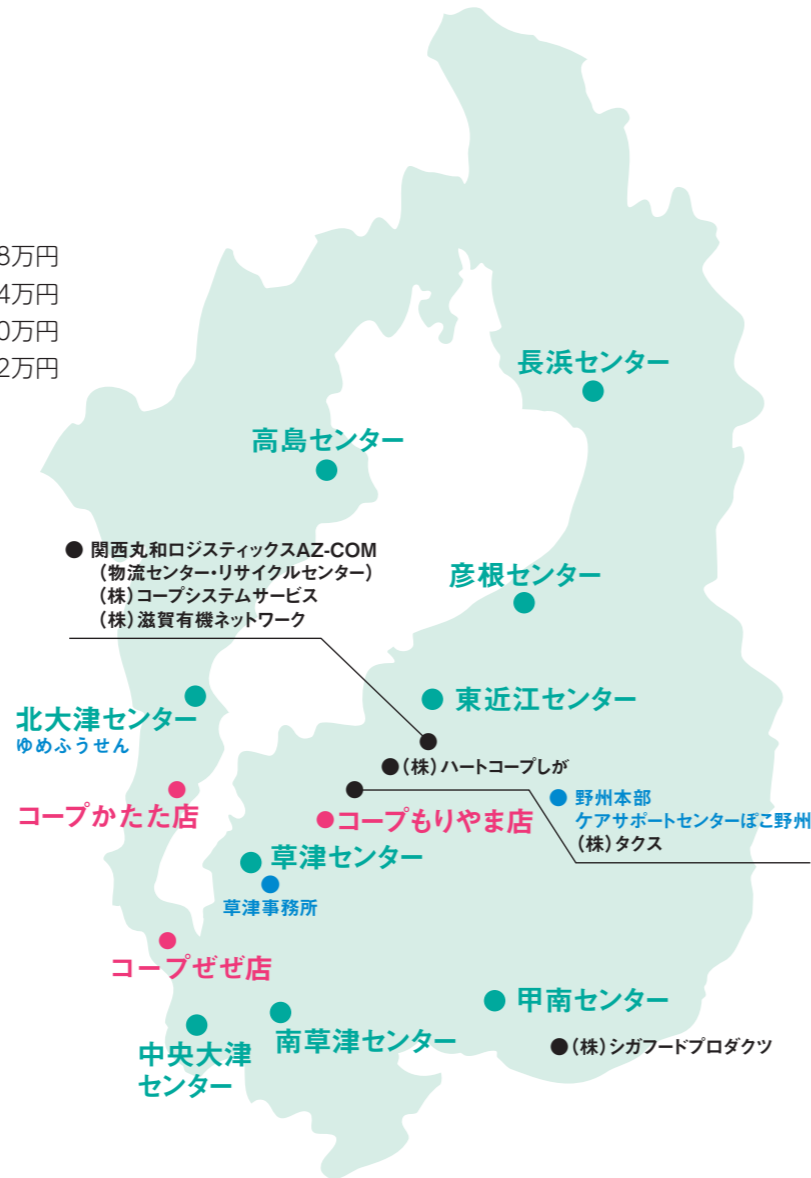 8万円
4万円
0万円
2万円
長浜センター
高島センター
関西丸和ロジスティックスAZ-COM
(物流センター・リサイクルセンター)
(株)コープシステムサービス
(株)滋賀有機ネットワーク
彦根センター
東近江センター
北大津センター
ゆめふうせん
(株)ハートコープしが
コープかたた店
コープもりやま店
野州本部
ケアサポートセンターぽこ野州
(株)タクス
草津センター
草津事務所
コープぜぜ店
甲南センター
南草津センター
中央大津
センター
(株)シガフードプロダクツ